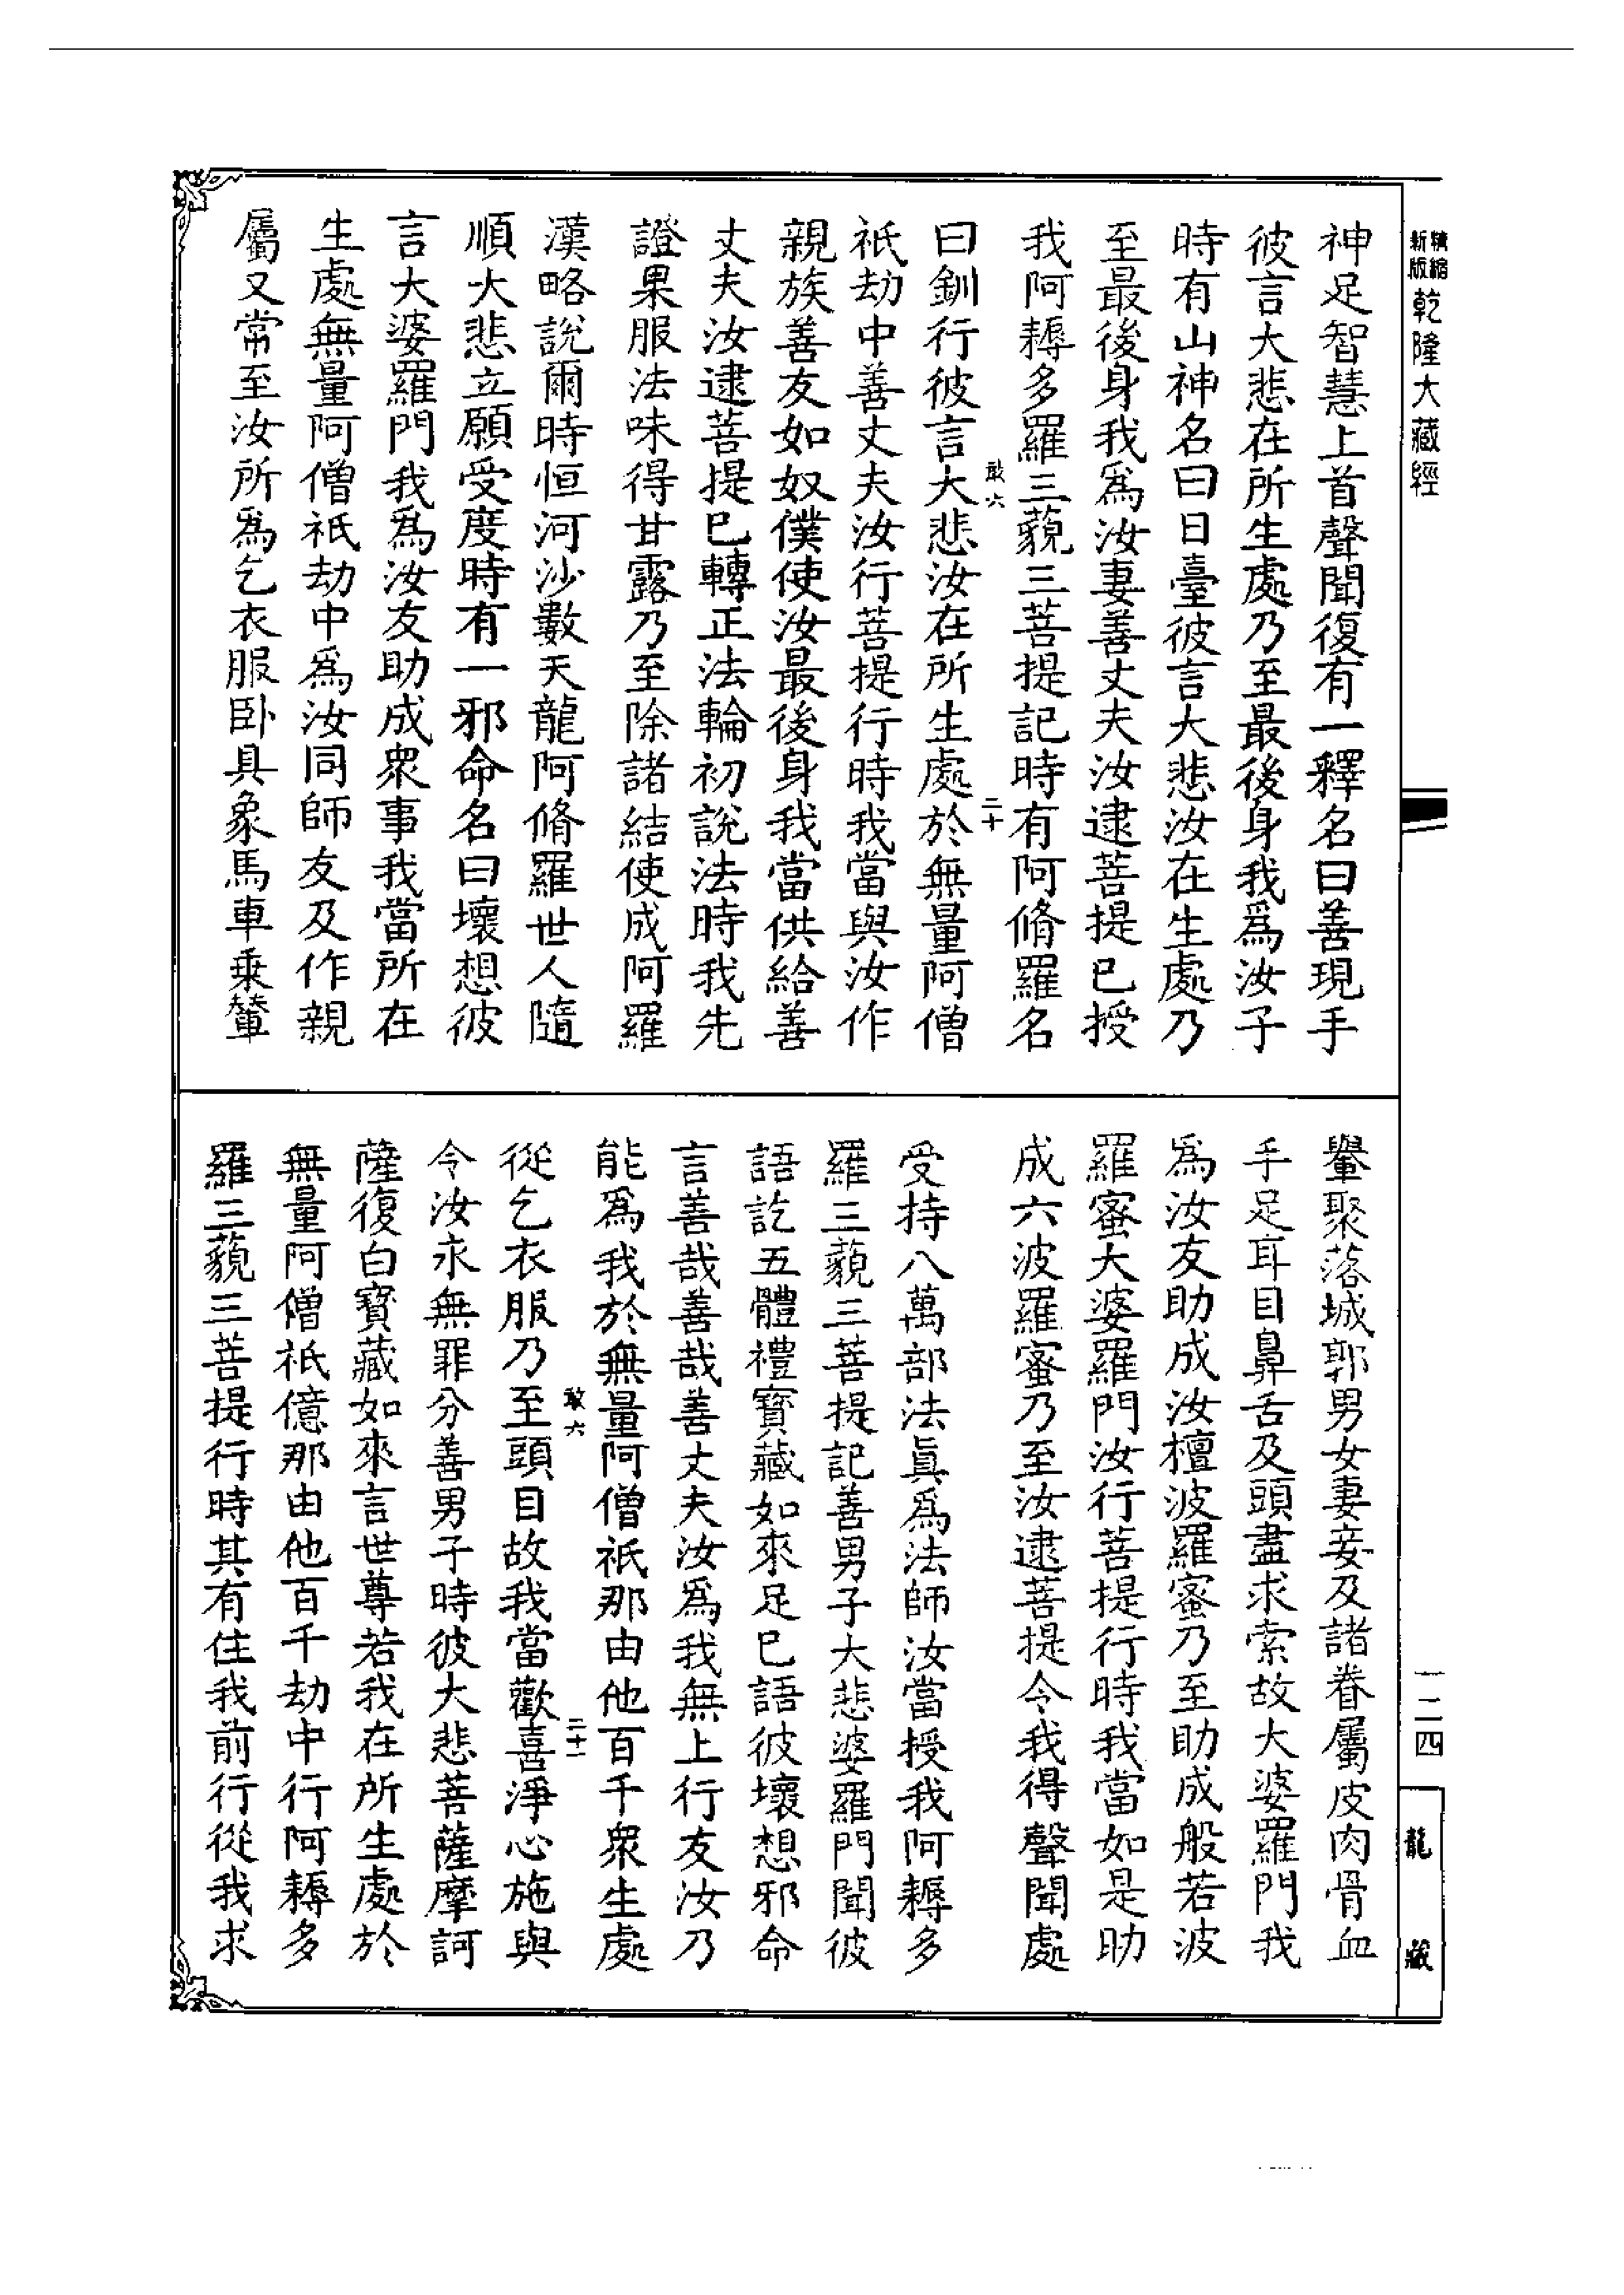 精縮新版乾隆大藏經
神足智慧上首聲聞復有一釋名曰善現手
彼言大悲在所生處乃至最後身我爲汝子
時有山神名曰日臺彼言大悲汝在生處乃
至最後身我爲汝妻善丈夫汝逮菩提已授
我阿耨多羅三藐三菩提記時有阿脩羅名
敢六 二十
曰釧行彼言大悲汝在所生處於無量阿僧
祇劫中善丈夫汝行菩提行時我當與汝作
親族善友如奴僕使汝最後身我當供給善
丈夫汝逮菩提已轉正法輪初說法時我先
證果服法味得甘露乃至除諸結使成阿羅
漢略說爾時恒河沙數天龍阿脩羅世人隨
順大悲立願受度時有一邪命名曰壞想彼
言大婆羅門我爲汝友助成衆事我當所在
生處無量阿僧祇劫中爲汝同師友及作親
屬又常至汝所爲乞衣服卧具象馬車乘輦
轝聚落城郭男女妻妾及諸眷屬皮肉骨血
手足耳目鼻舌及頭盡求索故大婆羅門我
爲汝友助成汝檀波羅蜜乃至助成般若波
羅蜜大婆羅門汝行菩提行時我當如是助
成六波羅蜜乃至汝逮菩提令我得聲聞處
受持八萬部法眞爲法師汝當授我阿耨多
羅三藐三菩提記善男子大悲婆羅門聞彼
語訖五體禮寶藏如來足已語彼壞想邪命
言善哉善哉善丈夫汝爲我無上行友汝乃
能爲我於無量阿僧祇那由他百千衆生處
敢六 二十一
從乞衣服乃至頭目故我當歡喜淨心施與
令汝永無罪分善男子時彼大悲菩薩摩訶
薩復白寶藏如來言世尊若我在所生處於
無量阿僧祇億那由他百千劫中行阿耨多
羅三藐三菩提行時其有住我前行從我求
一二四
龍藏